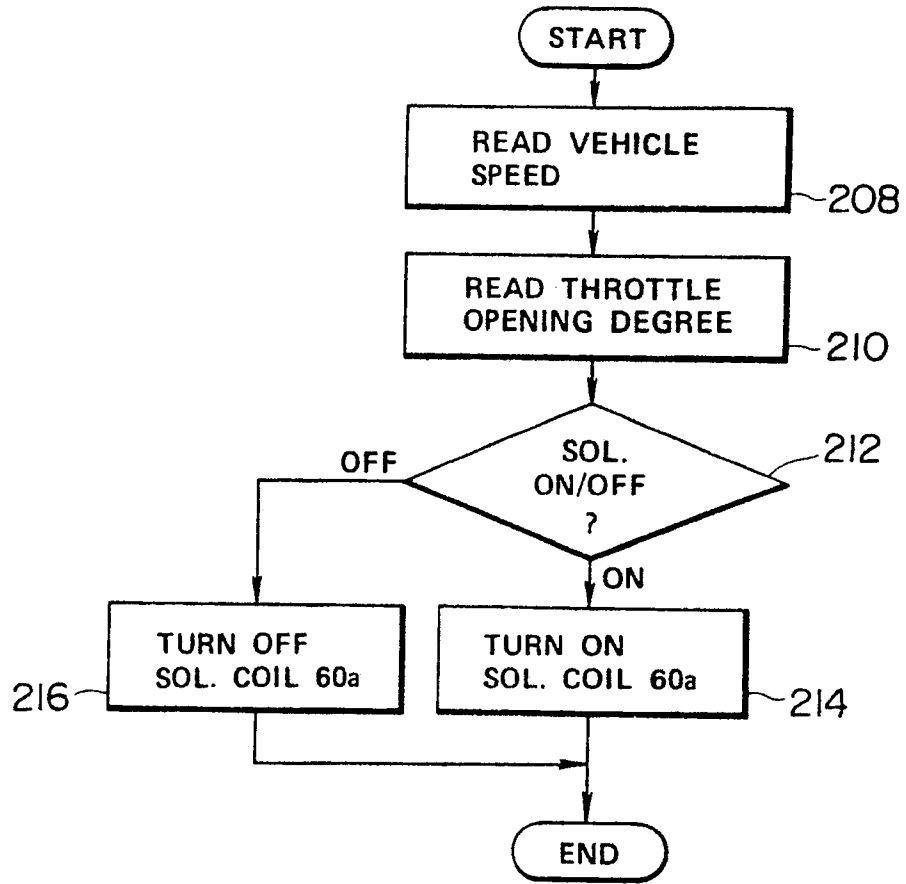 START
READ VEHICLE
SPEED
208
READ THROTTLE
OPENING DEGREE
210
SOL.
ON/OFF
?
212
OFF
ON
TURN OFF
SOL. COIL 60a
216
TURN ON
SOL. COIL 60a
214
END